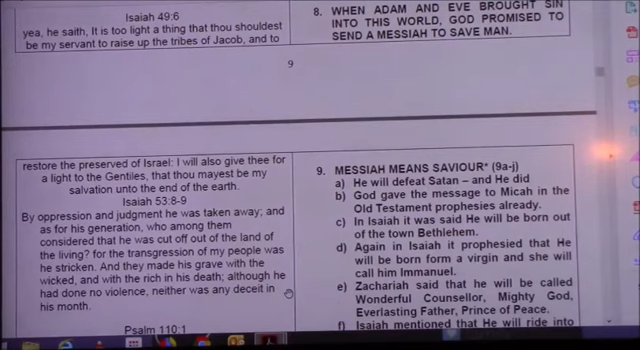 Isaiah 49:6
yea, he saith, It is too light a thing that thou shouldest
be my servant to raise up the tribes of Jacob, and to
8. WHEN ADAM AND EVE BROUGHT SIN
INTO THIS WORLD, GOD PROMISED TO
SEND A MESSIAH TO SAVE MAN.
9
restore the preserved of Israel: I will also give thee for
a light to the Gentiles, that thou mayest be my
salvation unto the end of the earth.
Isaiah 53:8-9
By oppression and judgment he was taken away; and
as for his generation, who among them
considered that he was cut off out of the land of
the living? for the transgression of my people was
he stricken. And they made his grave with the
wicked, and with the rich in his death; although he
had done no violence, neither was any deceit in
his month.
Psalm 110:1
9. MESSIAH MEANS SAVIOUR* (9a-j)
a) He will defeat Satan – and He did
b) God gave the message to Micah in the
Old Testament prophesies already.
c) In Isaiah it was said He will be born out
of the town Bethlehem.
d) Again in Isaiah it prophesied that He
will be born form a virgin and she will
call him Immanuel.
e) Zachariah said that he will be called
Wonderful Counsellor, Mighty God,
Everlasting Father, Prince of Peace.
f) Isaiah mentioned that He will ride into